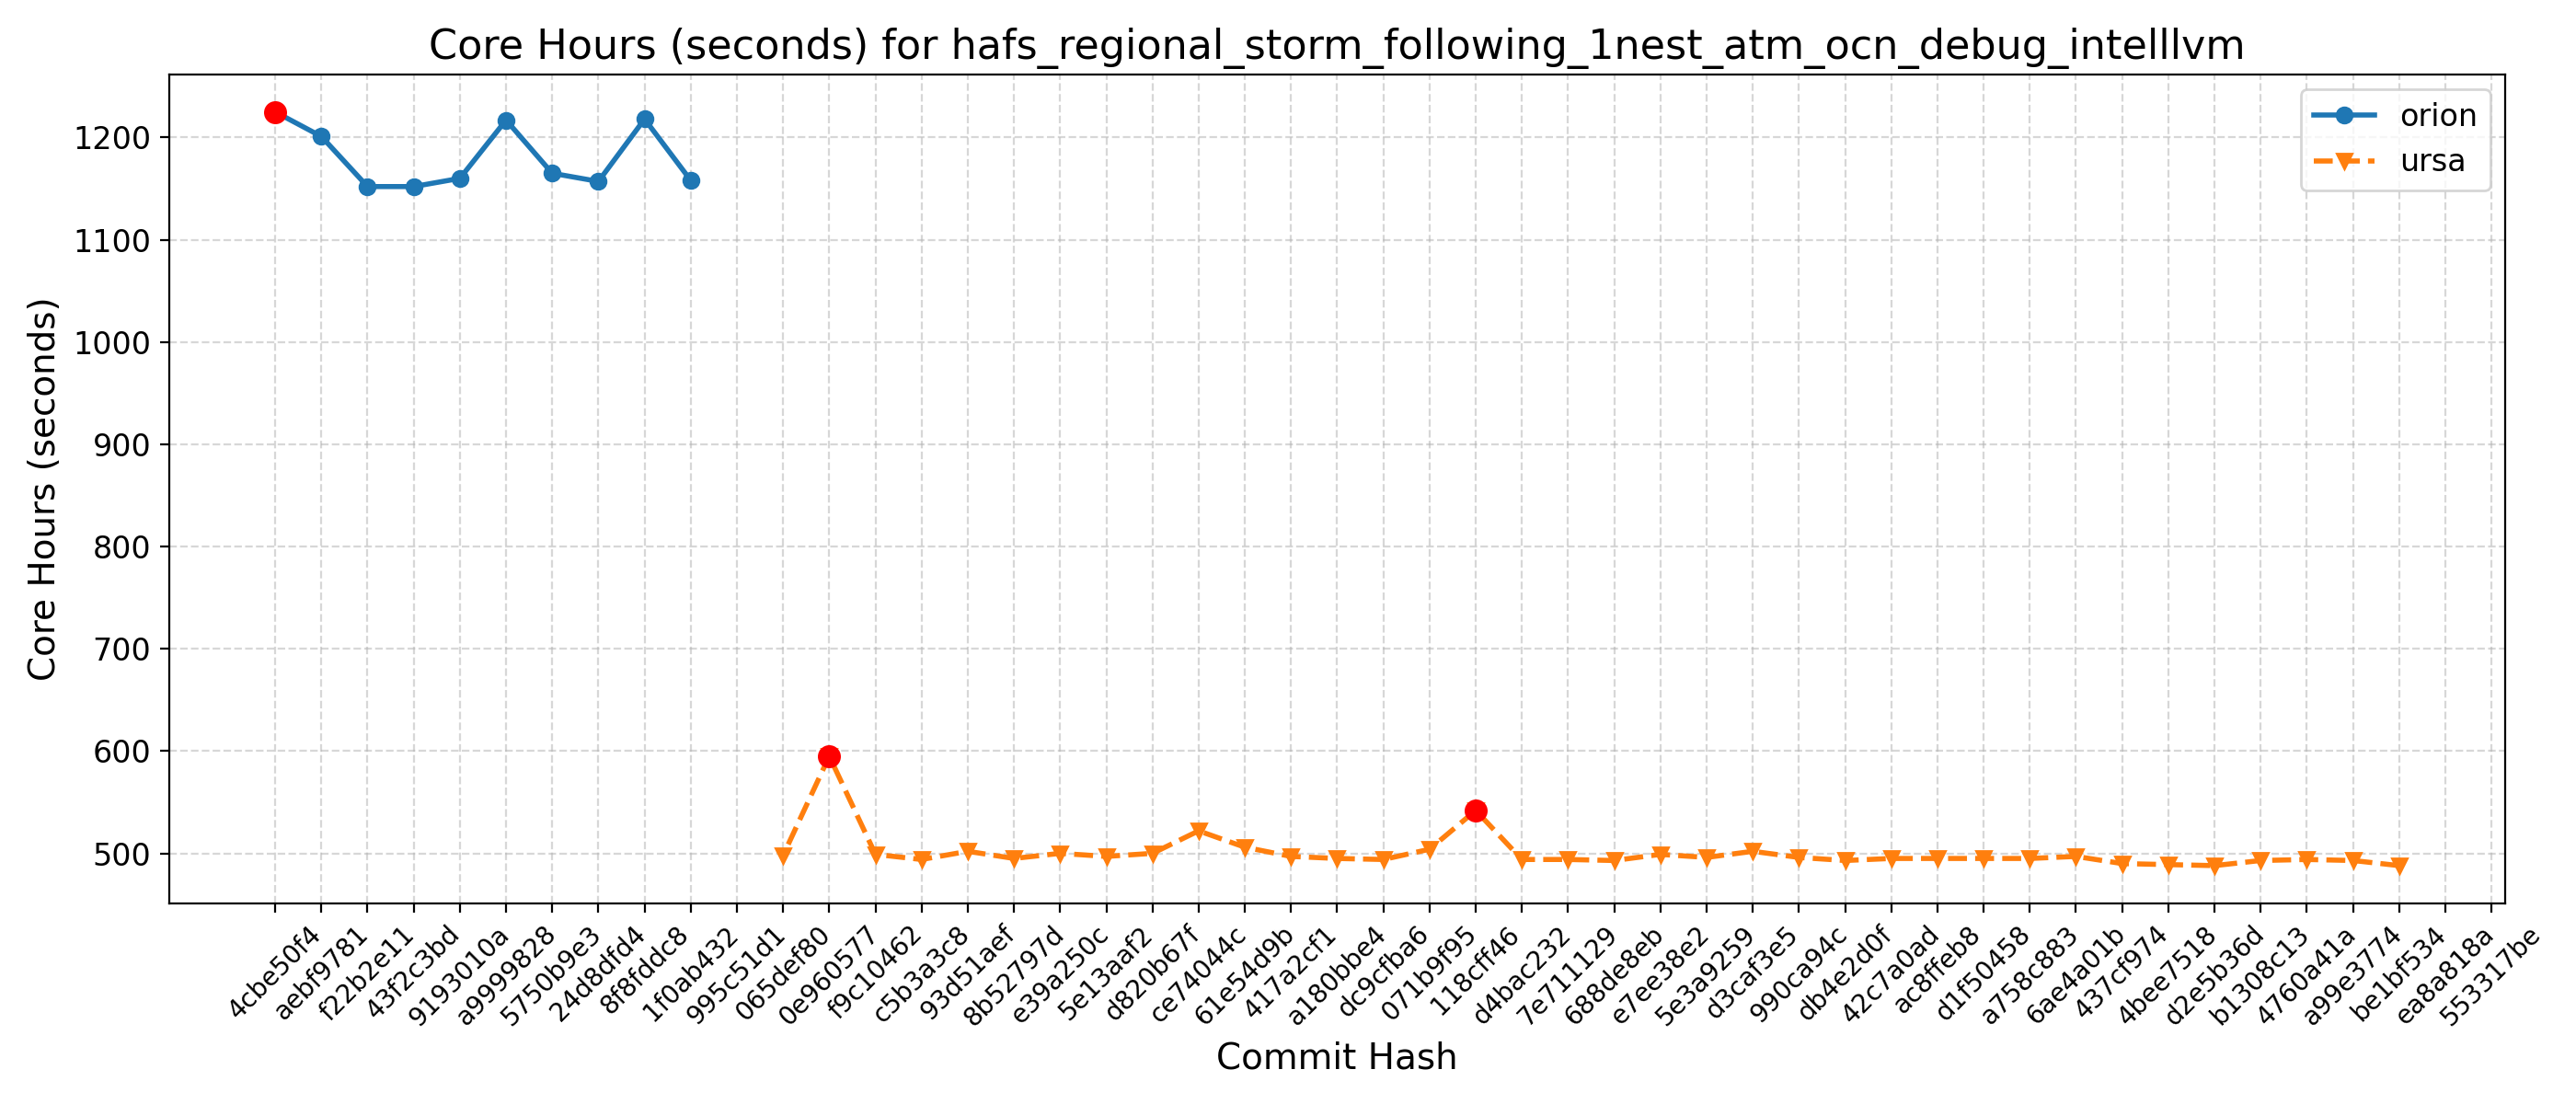 Core Hours (seconds) for hafs_regional_storm_following_1nest_atm_ocn_debug_intelllvm
orion
ursa
Core Hours (seconds)
1200
1100
1000
900
800
700
600
500
4cbe50f4
aebf9781
f22b2e11
43f2c3bd
9193010a
a9999828
5750b9e3
24d8dfd4
8f8fddc8
1f0ab432
995c51d1
065def80
0e960577
f9c10462
c5b3a3c8
93d51aef
8b52797d
e39a250c
5e13aaf2
d820b67f
ce74044c
61e54d9b
417a2cf1
a180bbe4
dc9cfba6
071b9f95
118cff46
d4bac232
7e711129
688de8eb
e7ee38e2
5e3a9259
d3caf3e5
990ca94c
db4e2d0f
42c7a0ad
ac8ffeb8
d1f50458
a758c883
6ae4a01b
437cf974
4bee7518
d2e5b36d
b1308c13
4760a41a
a99e3774
be1bf534
ea8a818a
553317be
Commit Hash